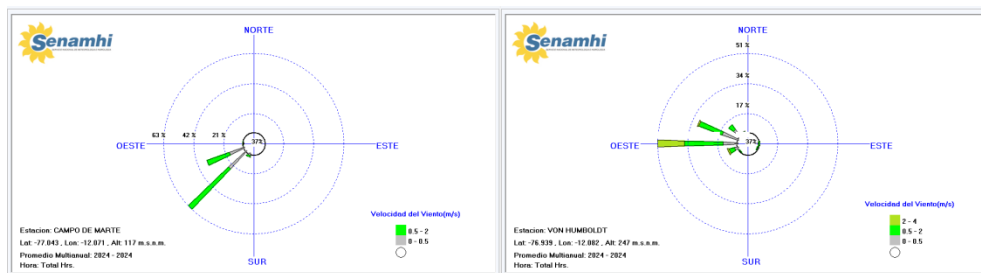 Senamhi
NORTE
63 %
42 %
21 %
37%
OESTE
ESTE
Velocidad del Viento(m/s)
0.5 - 2
0 - 0.5
Estacion: CAMPO DE MARTE
Lat: -77.043 , Lon: -12.071 , Alt: 117 m.s.n.m.
Promedio Multianual: 2024 - 2024
Hora: Total Hrs.
SUR
Senamhi
NORTE
51 %
34 %
17 %
37%
OESTE
ESTE
Velocidad del Viento(m/s)
2 - 4
0.5 - 2
0 - 0.5
Estacion: VON HUMBOLDT
Lat: -76.939 , Lon: -12.082 , Alt: 247 m.s.n.m.
Promedio Multianual: 2024 - 2024
Hora: Total Hrs.
SUR